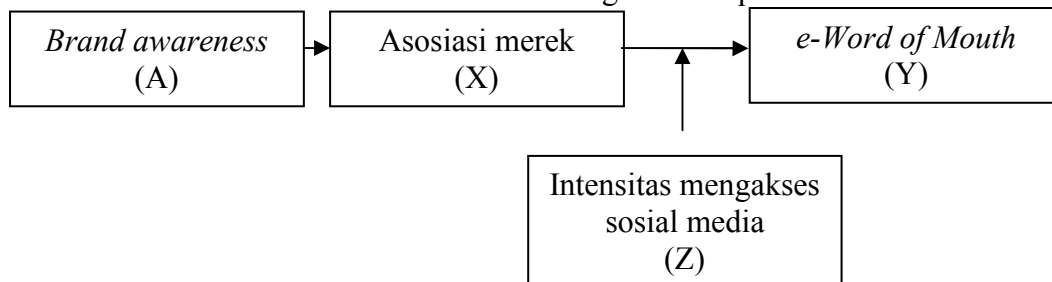 Brand awareness
(A)
Asosiasi merek
(X)
e-Word of Mouth
(Y)
Intensitas mengakses
sosial media
(Z)